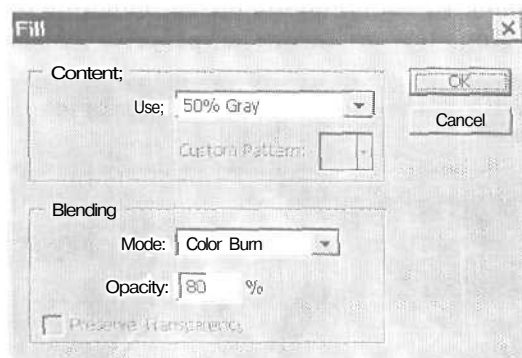 Fill
Content;
OK
Use; 50% Gray
Cancel
Custom Pattern:
Blending
Mode: Color Burn
Opacity: 80 %
Preserve Transparency